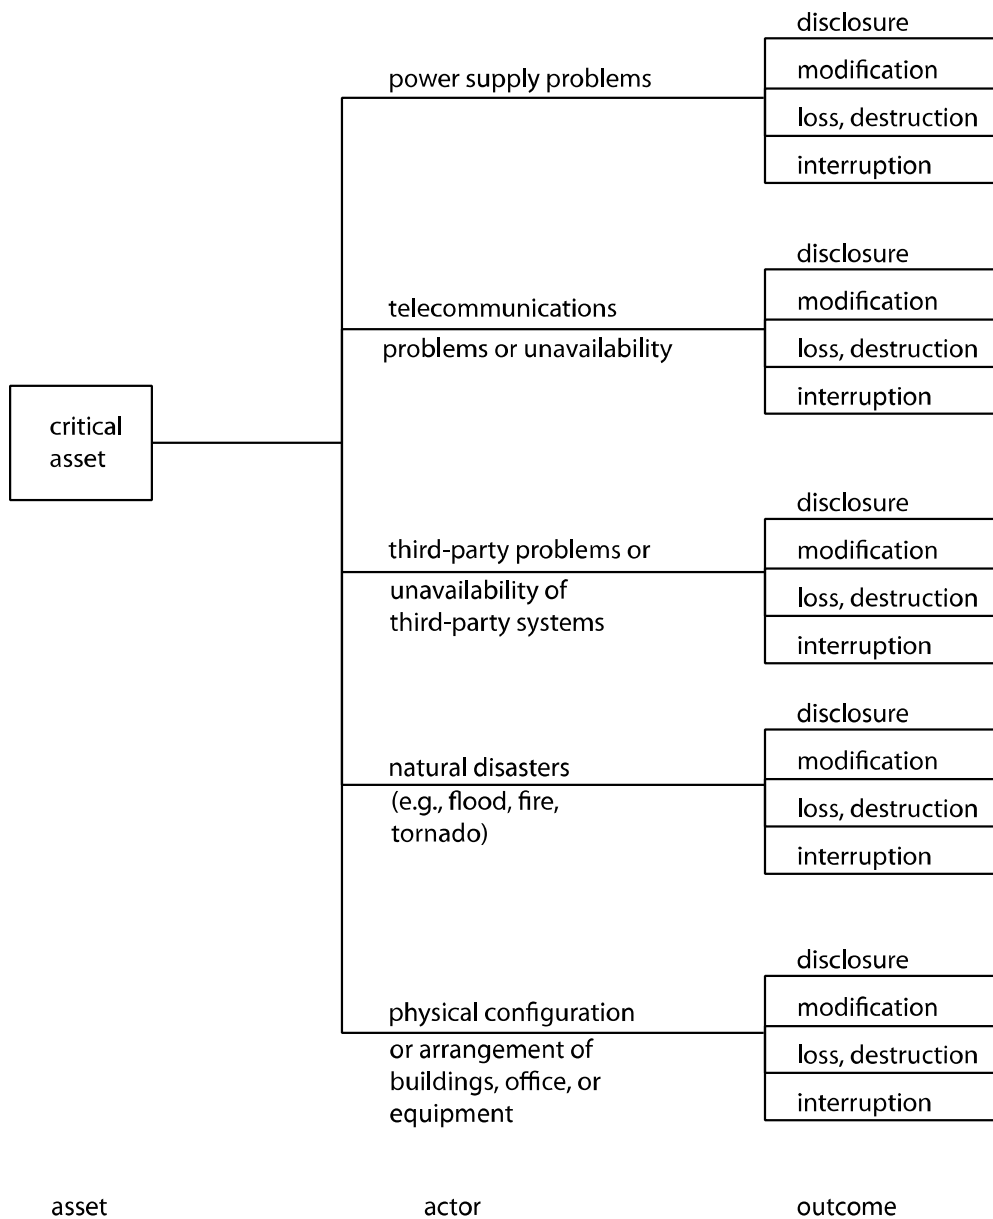 disclosure
power supply problems
modification
loss, destruction
interruption
disclosure
telecommunications
modification
problems or unavailability
loss, destruction
interruption
critical
asset
disclosure
third-party problems or
modification
unavailability of
loss, destruction
third-party systems
interruption
disclosure
natural disasters
modification
(e.g., flood, fire,
loss, destruction
tornado)
interruption
disclosure
physical configuration
modification
or arrangement of
loss, destruction
buildings, office, or
interruption
equipment
asset
actor
outcome